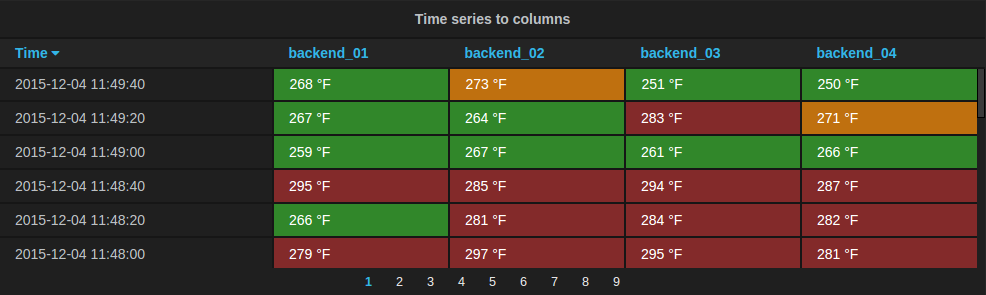 Time series to columns
Time backend_01 backend_02 backend_03 backend_04
2015-12-04 11:49:40 268 °F 273 °F 251 °F 250 °F
2015-12-04 11:49:20 267 °F 264 °F 283 °F 271 °F
2015-12-04 11:49:00 259 °F 267 °F 261 °F 266 °F
2015-12-04 11:48:40 295 °F 285 °F 294 °F 287 °F
2015-12-04 11:48:20 266 °F 281 °F 284 °F 282 °F
2015-12-04 11:48:00 279 °F 297 °F 295 °F 281 °F
1 2 3 4 5 6 7 8 9